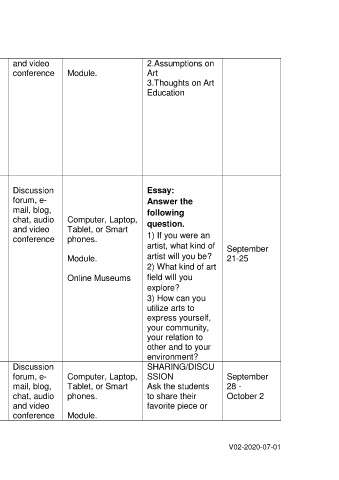 and video
conference
Module.
2.Assumptions on
Art
3.Thoughts on Art
Education
Discussion
forum, e-
mail, blog,
chat, audio
and video
conference
Computer, Laptop,
Tablet, or Smart
phones.
Module.
Online Museums
Essay:
Answer the
following
question.
1) If you were an
artist, what kind of
artist will you be?
2) What kind of art
field will you
explore?
3) How can you
utilize arts to
express yourself,
your community,
your relation to
other and to your
environment?
September
21-25
Discussion
forum, e-
mail, blog,
chat, audio
and video
conference
Computer, Laptop,
Tablet, or Smart
phones.
Module.
SHARING/DISCU
SSION
Ask the students
to share their
favorite piece or
September
28 -
October 2
V02-2020-07-01